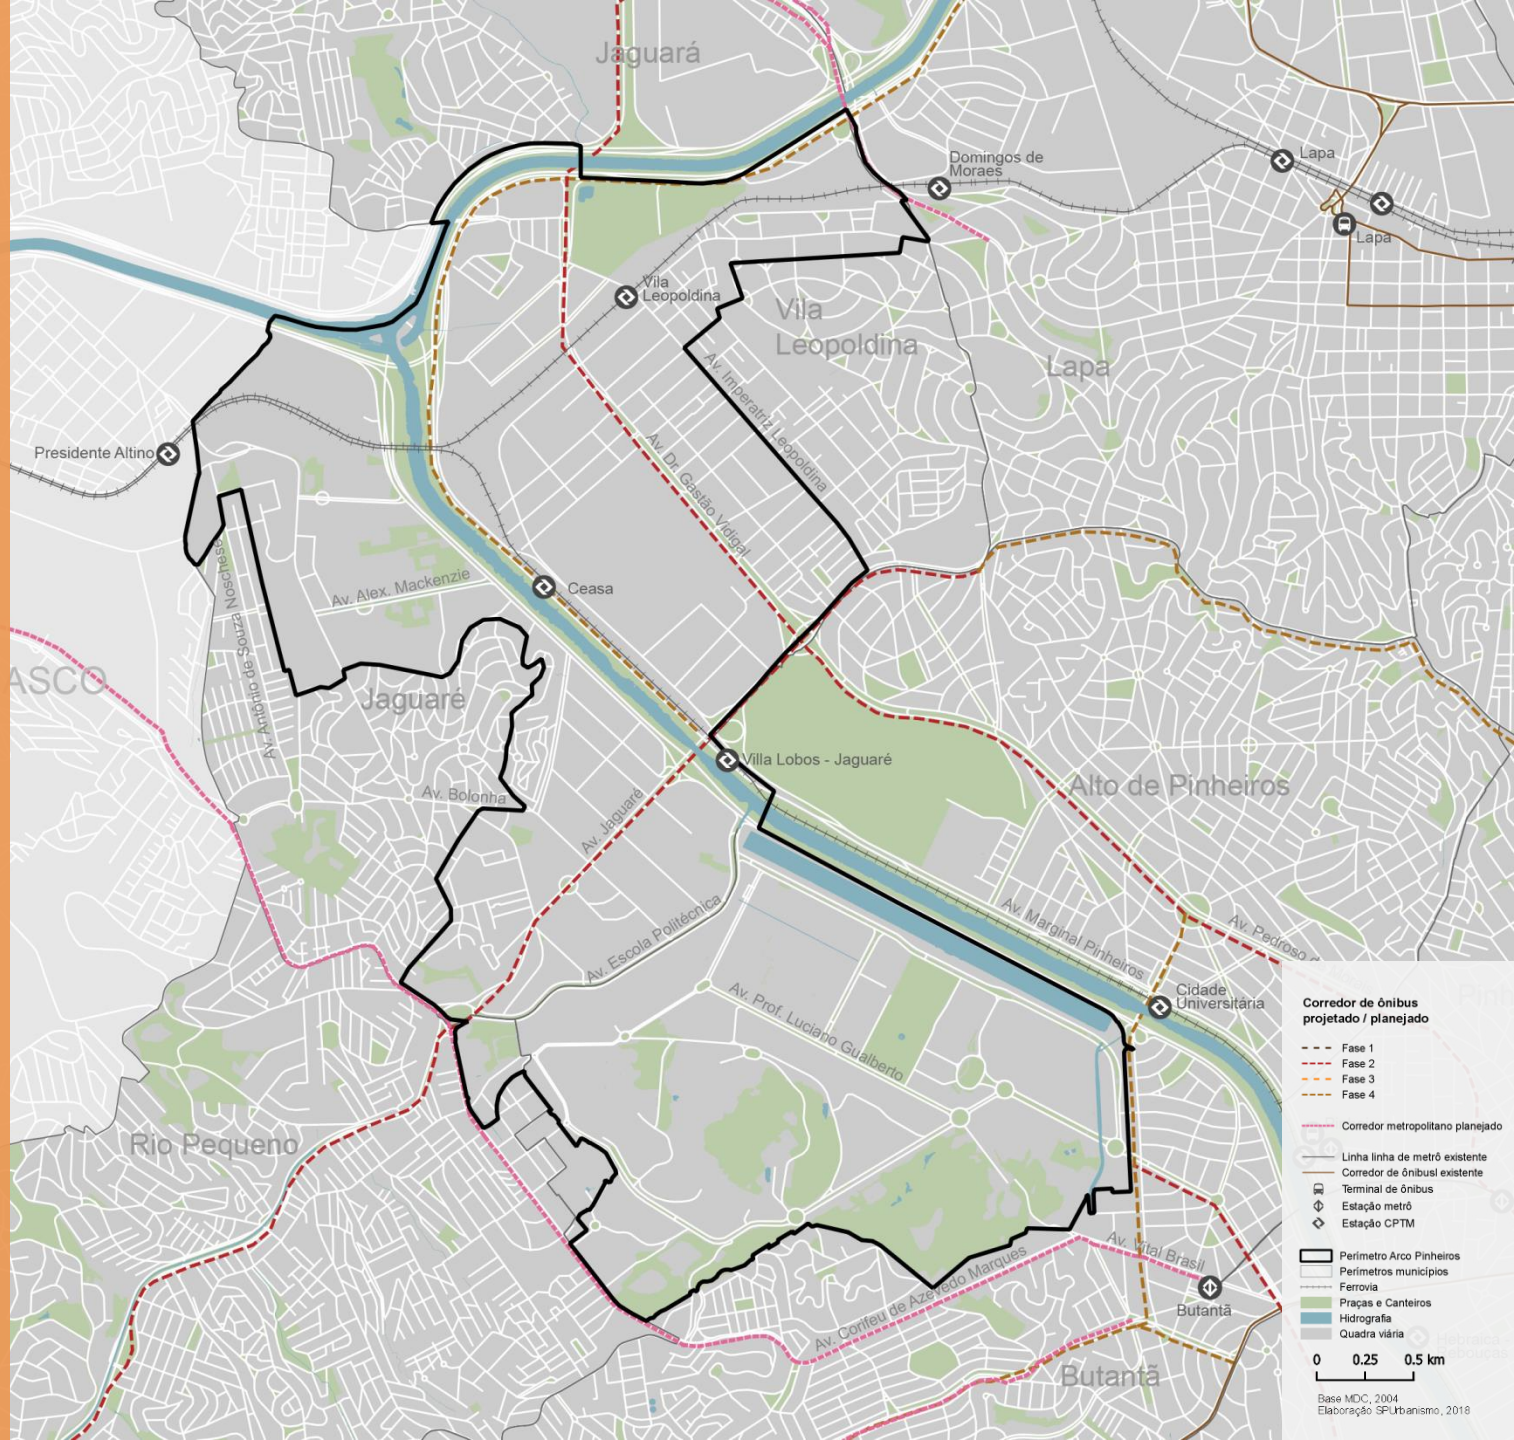 Jaguará
Domingos de
Moraes
Lapa
Lapa
Vila
Leopoldina
Vila
Leopoldina
Lapa
Av. Imperatriz Leopoldina
Presidente Altino
Av. Dr. Gastão Vidigal
Av. Alex. Mackenzie
Ceasa
Av. Antonio de Souza Noschese
ASCO
Jaguaré
Villa Lobos - Jaguaré
Alto de Pinheiros
Av. Bolonha
Av. Jaguaré
Av. Escola Politécnica
Av. Marginal Pinheiros
Av. Pedroso d
Av. Prof. Luciano Gualberto
Cidade
Universitária
Pinh
Rio Pequeno
Av. Vital Brasil
Av. Corifeu de Azevedo Marques
Butantã
Butantã
Corredor de ônibus
projetado / planejado
Fase 1
Fase 2
Fase 3
Fase 4
Corredor metropolitano planejado
Linha linha de metrô existente
Corredor de ônibusl existente
Terminal de ônibus
Estação metrô
Estação CPTM
Perímetro Arco Pinheiros
Perímetros municípios
Ferrovia
Praças e Canteiros
Hidrografia
Quadra viária
0 0.25 0.5 km
Base MDC, 2004
Elaboração SPUrbanismo, 2018